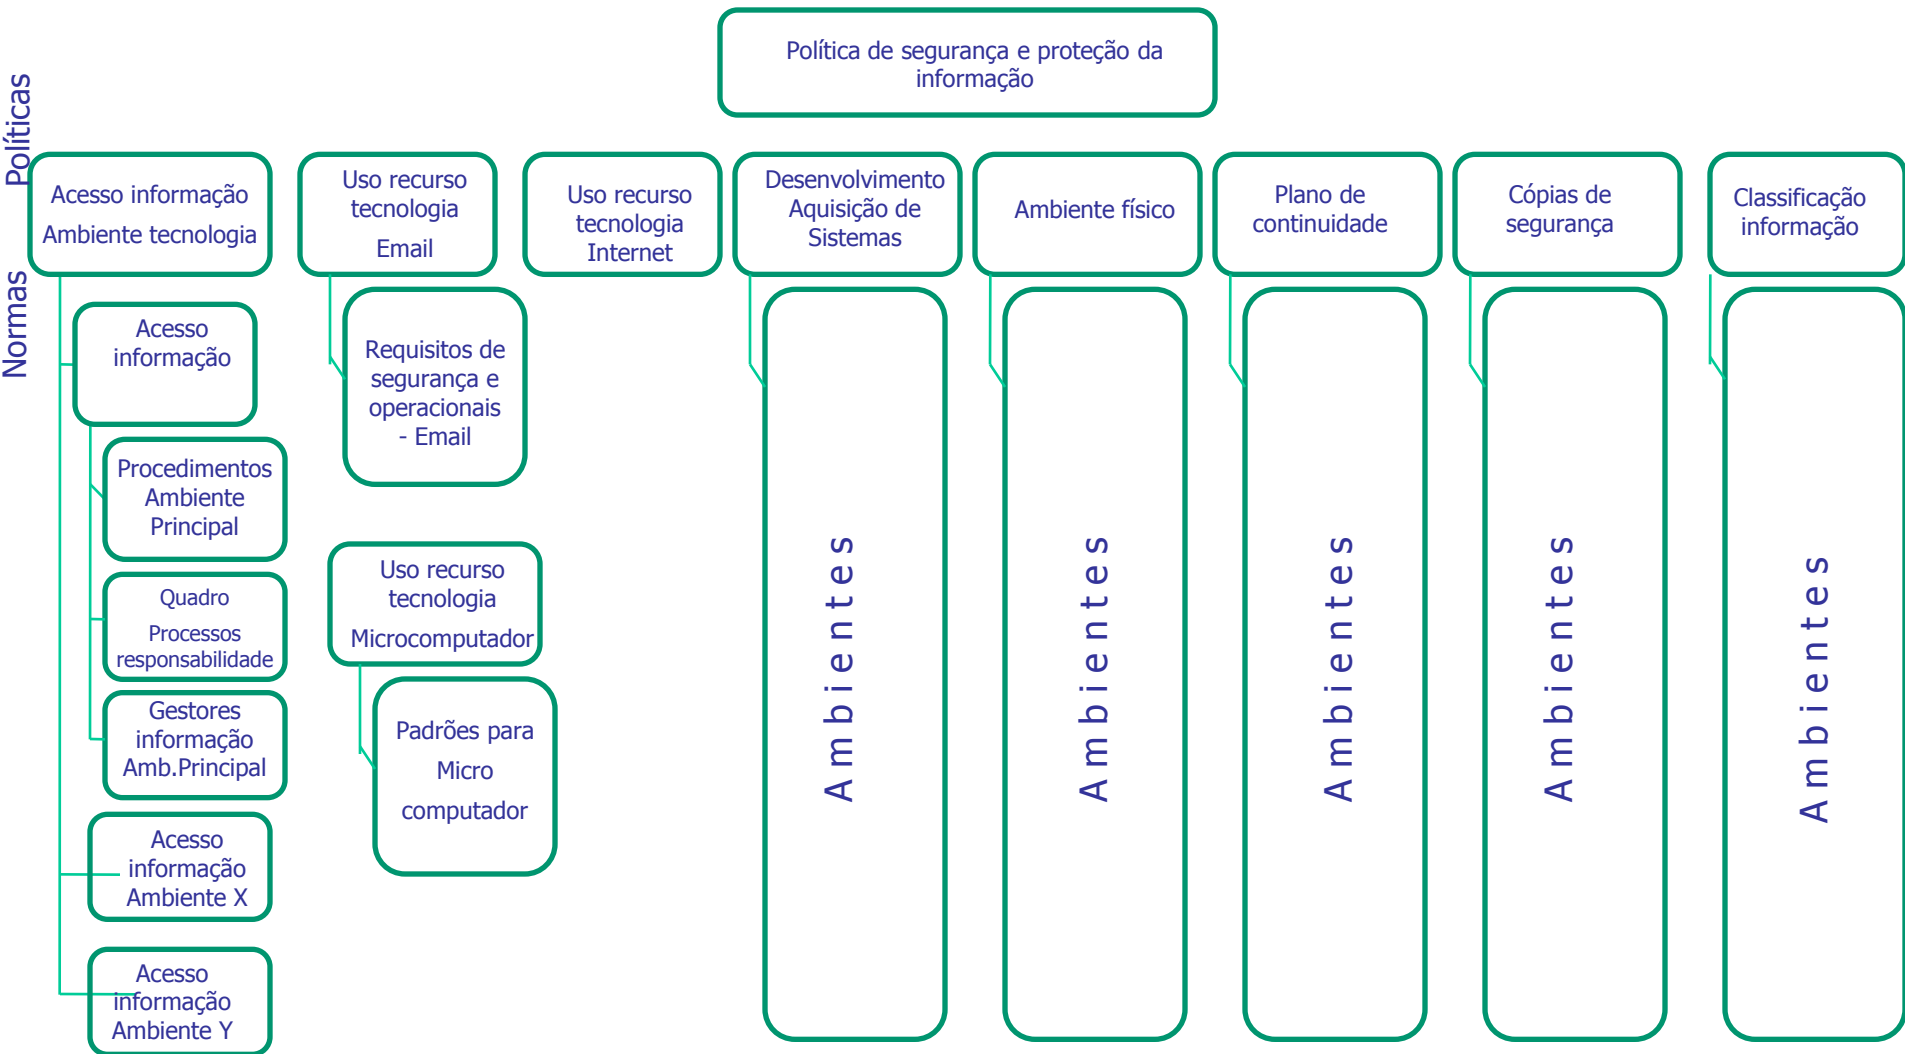 Política de segurança e proteção da
informação
Políticas
Acesso informação
Ambiente tecnologia
Uso recurso
tecnologia
Email
Uso recurso
tecnologia
Internet
Desenvolvimento
Aquisição de
Sistemas
Ambiente físico
Plano de
continuidade
Cópias de
segurança
Classificação
informação
Normas
Acesso
informação
Procedimentos
Ambiente
Principal
Quadro
Processos
responsabilidade
Gestores
informação
Amb.Principal
Acesso
informação
Ambiente X
Acesso
informação
Ambiente Y
Requisitos de
segurança e
operacionais
- Email
Uso recurso
tecnologia
Microcomputador
Padrões para
Micro
computador
Ambientes
Ambientes
Ambientes
Ambientes
Ambientes